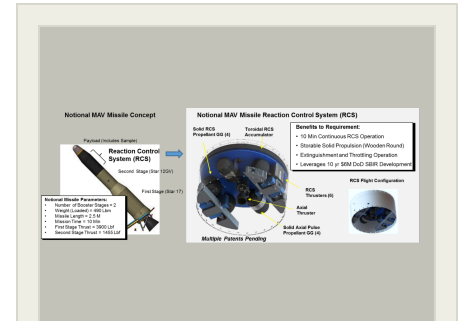 Notional MAV Missile Concept
Payload (includes Sample)
Reaction Control
System (RCS)
Second Stage (Star 12GV)
First Stage (Star 17)
Notional Missile Parameters:
• Number of Booster Stages = 2
• Weight (Loaded) = 490 Lbm
• Missile Length = 2.5 M
• Mission Time = 10 Min
• First Stage Thrust = 3900 Lbf
• Second Stage Thrust = 1455 Lbf
Notional MAV Missile Reaction Control System (RCS)
Solid RCS
Propellant GG (4)
Toroidal RCS
Accumulator
Benefits to Requirement:
• 10 Min Continuous RCS Operation
• Storable Solid Propulsion (Wooden Round)
• Extinguishment and Throttling Operation
• Leverages 10 yr $6M DoD SBIR Development
RCS Flight Configuration
RCS
Thrusters (6)
Axial
Thruster
Solid Axial Pulse
Propellant GG (4)
Multiple Patents Pending